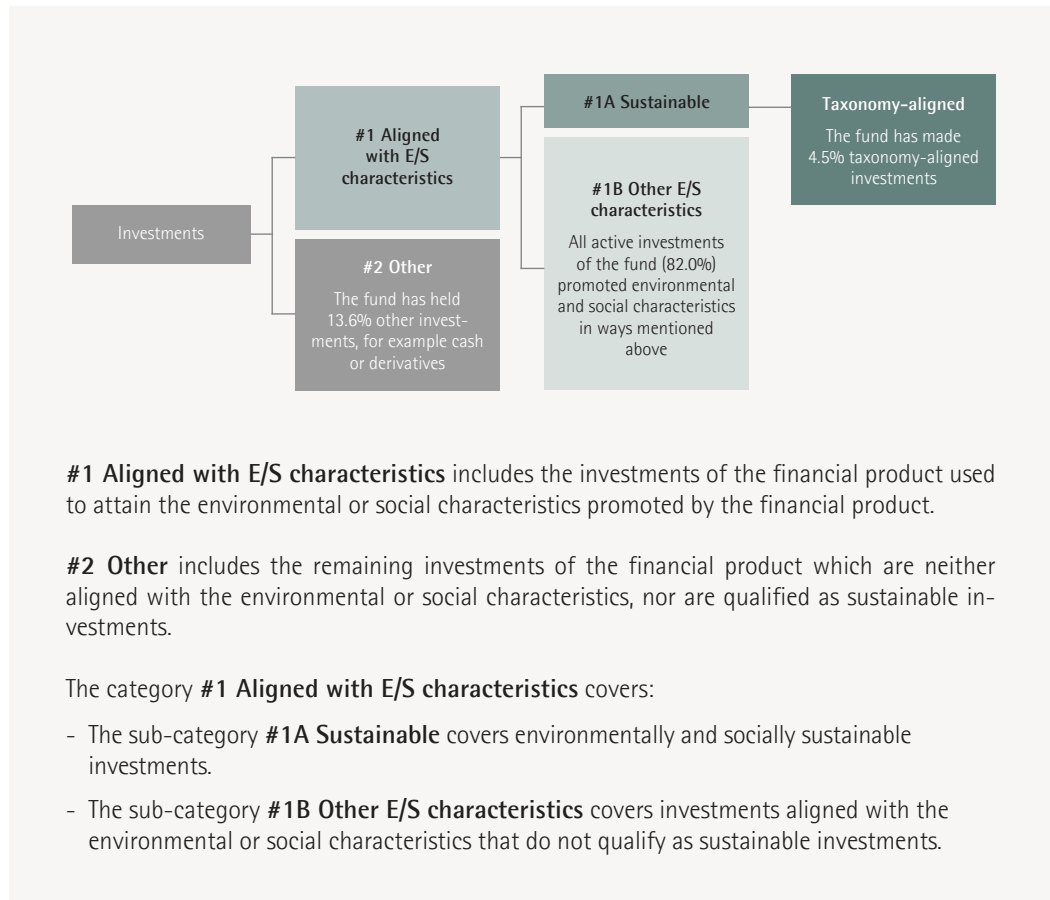 Investments
#1 Aligned
with E/S
characteristics
#2 Other
The fund has held
13.6% other invest-
ments, for example cash
or derivatives
#1A Sustainable
#1B Other E/S
characteristics
All active investments
of the fund (82.0%)
promoted environmental
and social characteristics
in ways mentioned
above
Taxonomy-aligned
The fund has made
4.5% taxonomy-aligned
investments
#1 Aligned with E/S characteristics includes the investments of the financial product used
to attain the environmental or social characteristics promoted by the financial product.
#2 Other includes the remaining investments of the financial product which are neither
aligned with the environmental or social characteristics, nor are qualified as sustainable in-
vestments.
The category #1 Aligned with E/S characteristics covers:
- The sub-category #1A Sustainable covers environmentally and socially sustainable
investments.
- The sub-category #1B Other E/S characteristics covers investments aligned with the
environmental or social characteristics that do not qualify as sustainable investments.